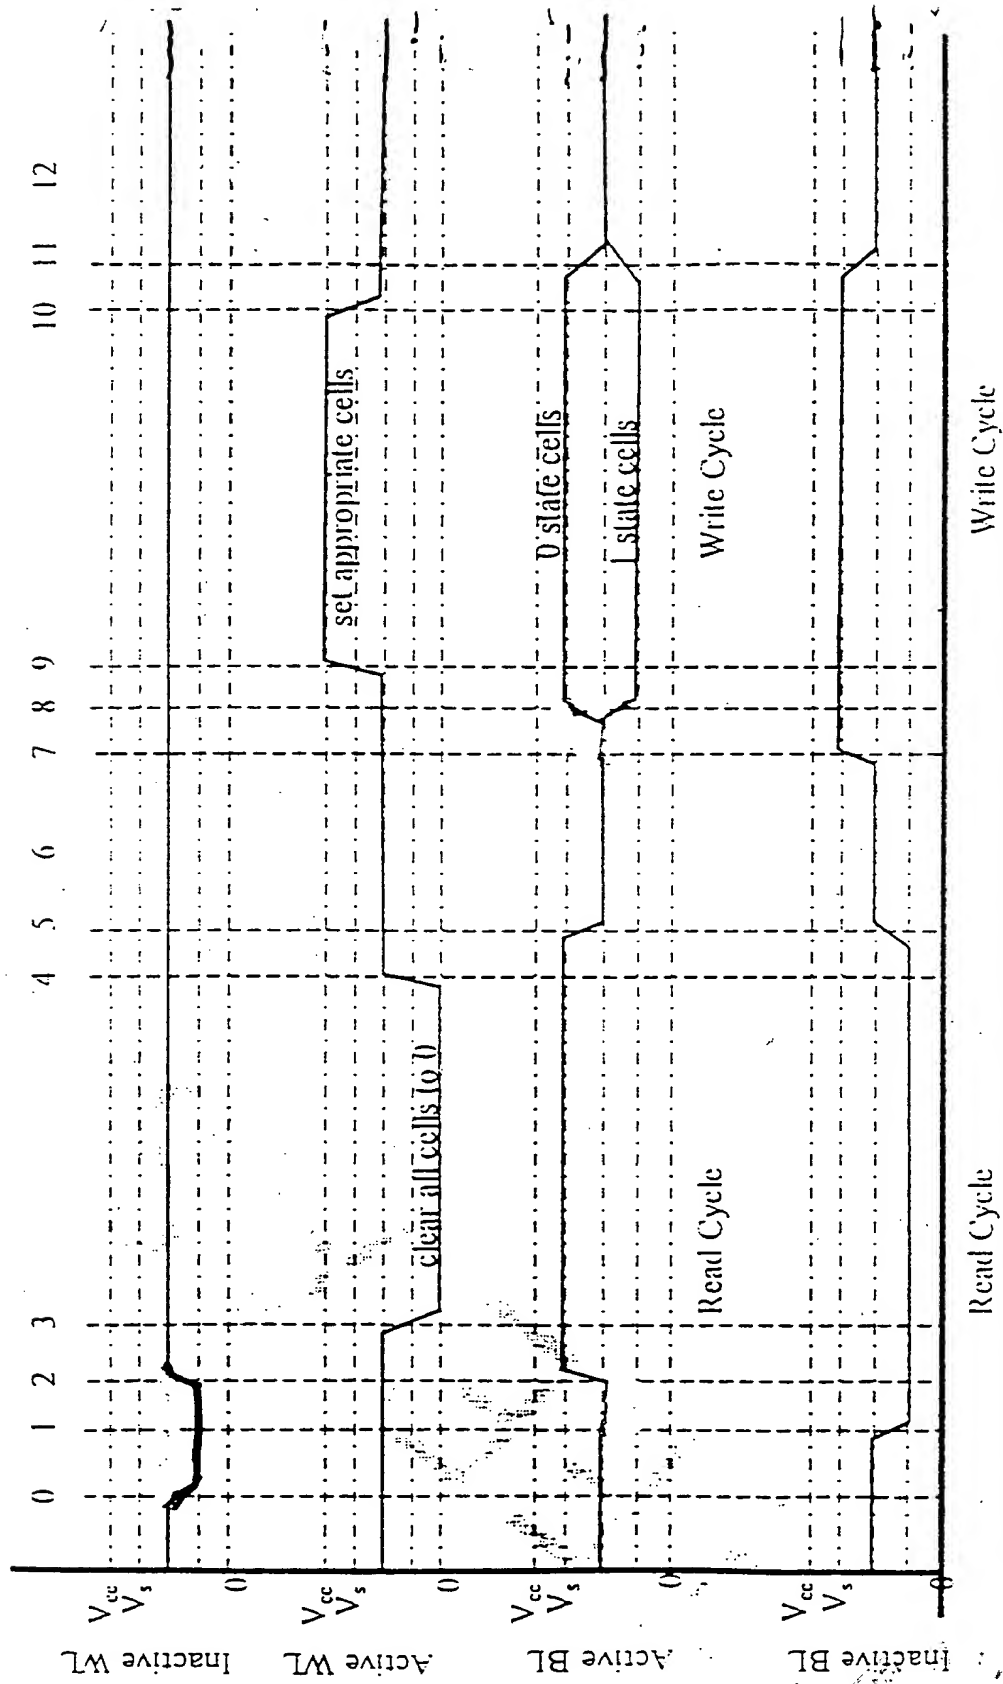 0 1 2 3 4 5 6 7 8 9 10 11 12
Inactive WL
Vcc
Vs
0
Active WL
Vcc
Vs
0
set appropriate cells
clear all cells to 0
Active BL
Vcc
Vs
0
0 state cells
1 state cells
Read Cycle
Write Cycle
Inactive BL
Vcc
Vs
0
Read Cycle
Write Cycle